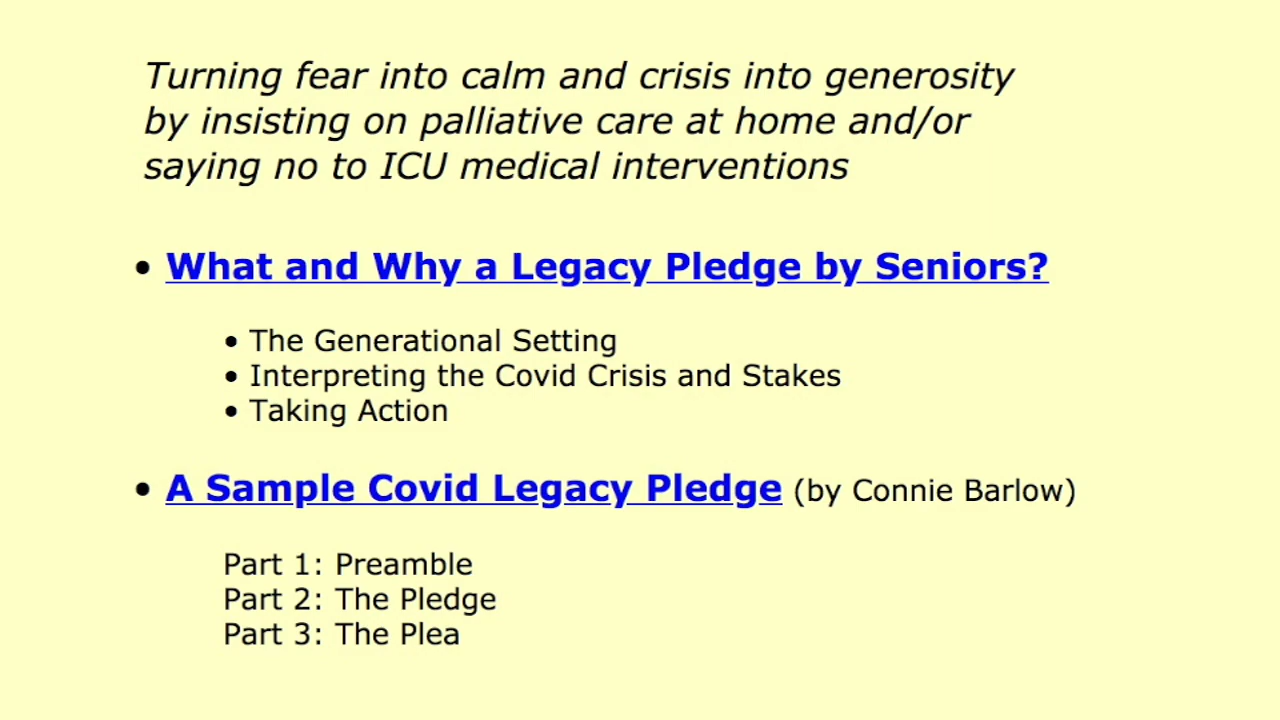 Turning fear into calm and crisis into generosity
by insisting on palliative care at home and/or
saying no to ICU medical interventions
• What and Why a Legacy Pledge by Seniors?
• The Generational Setting
• Interpreting the Covid Crisis and Stakes
• Taking Action
• A Sample Covid Legacy Pledge (by Connie Barlow)
Part 1: Preamble
Part 2: The Pledge
Part 3: The Plea